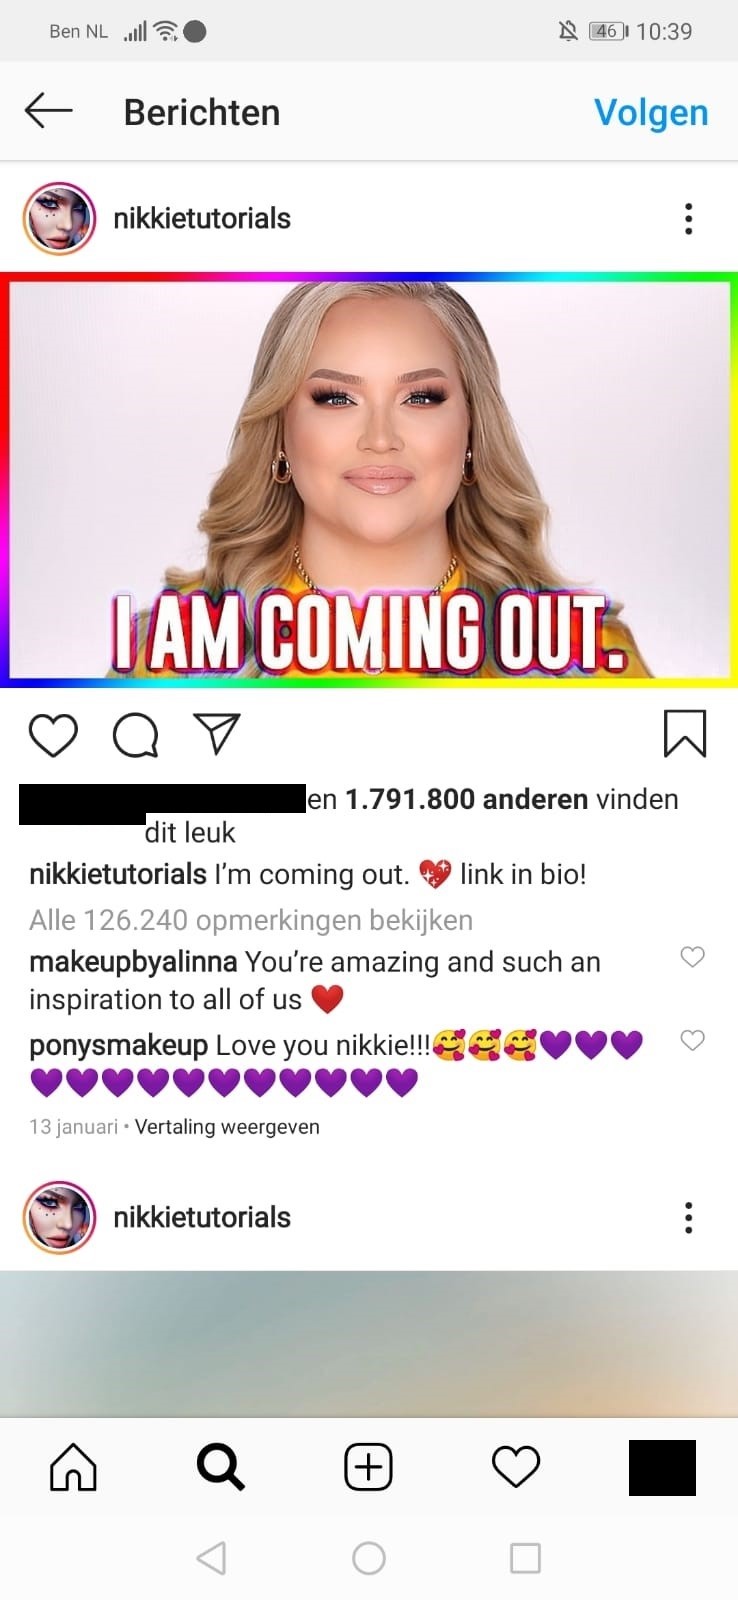 Ben NL 46 10:39
Berichten Volgen
nikkietutorials
I AM COMING OUT.
en 1.791.800 anderen vinden
dit leuk
nikkietutorials I'm coming out. 💖 link in bio!
Alle 126.240 opmerkingen bekijken
makeupbyalinna You're amazing and such an
inspiration to all of us ❤️
ponysmakeup Love you nikkie!!!🥰🥰🥰💜💜💜
💜💜💜💜💜💜💜💜💜💜💜
13 januari • Vertaling weergeven
nikkietutorials